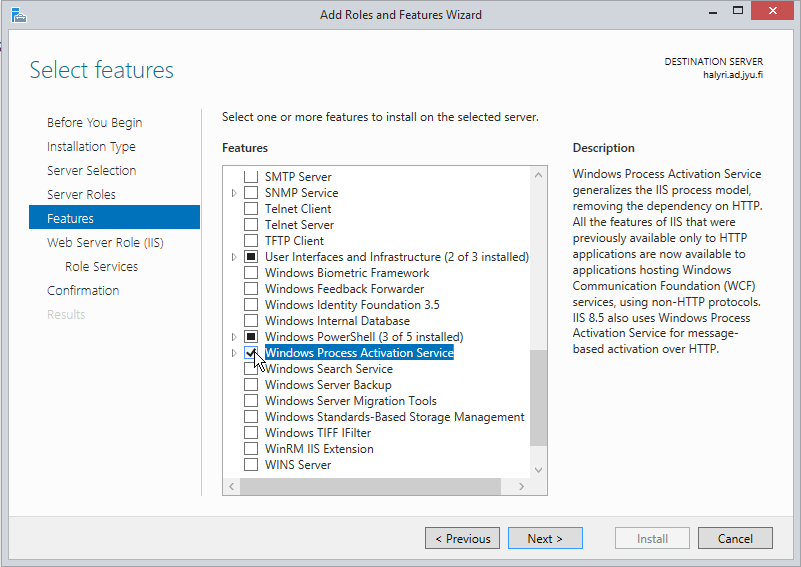 Add Roles and Features Wizard
Select features
DESTINATION SERVER
halyri.ad.jyu.fi
Before You Begin
Installation Type
Server Selection
Server Roles
Features
Web Server Role (IIS)
Role Services
Confirmation
Results
Select one or more features to install on the selected server.
Features
SMTP Server
SNMP Service
Telnet Client
Telnet Server
TFTP Client
User Interfaces and Infrastructure (2 of 3 installed)
Windows Biometric Framework
Windows Feedback Forwarder
Windows Identity Foundation 3.5
Windows Internal Database
Windows PowerShell (3 of 5 installed)
Windows Process Activation Service
Windows Search Service
Windows Server Backup
Windows Server Migration Tools
Windows Standards-Based Storage Management
Windows TIFF IFilter
WinRM IIS Extension
WINS Server
Description
Windows Process Activation Service
generalizes the IIS process model,
removing the dependency on HTTP.
All the features of IIS that were
previously available only to HTTP
applications are now available to
applications hosting Windows
Communication Foundation (WCF)
services, using non-HTTP protocols.
IIS 8.5 also uses Windows Process
Activation Service for message-
based activation over HTTP.
< Previous
Next >
Install
Cancel